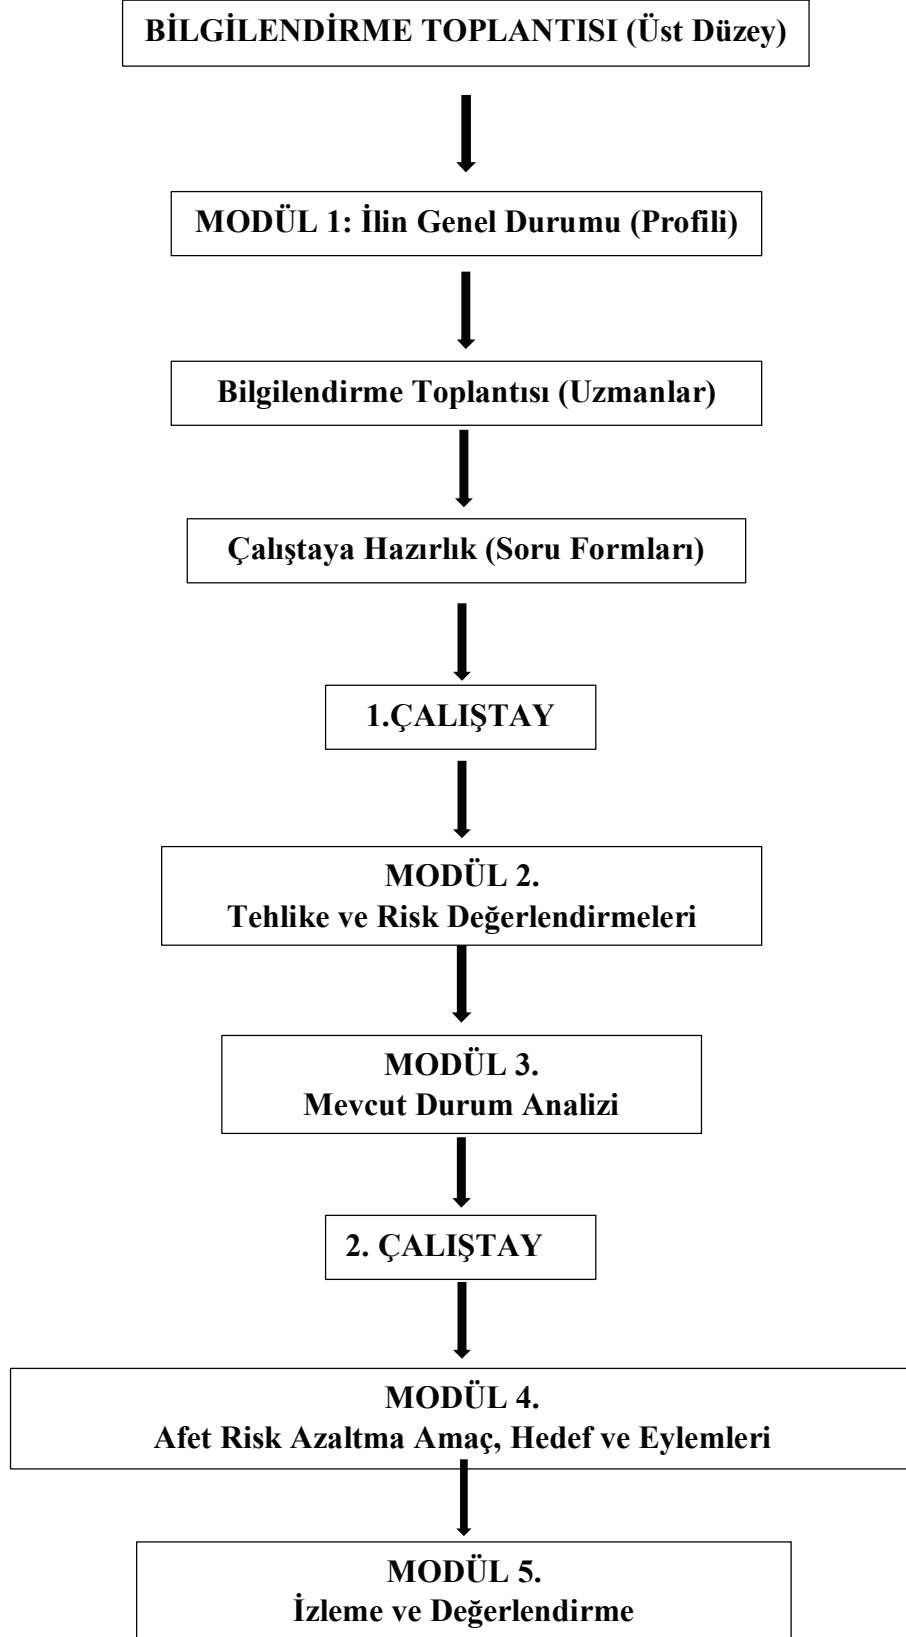 BİLGİLENDİRME TOPLANTISI (Üst Düzey)
MODÜL 1: İlin Genel Durumu (Profili)
Bilgilendirme Toplantısı (Uzmanlar)
Çalıştaya Hazırlık (Soru Formları)
1.ÇALIŞTAY
MODÜL 2.
Tehlike ve Risk Değerlendirmeleri
MODÜL 3.
Mevcut Durum Analizi
2. ÇALIŞTAY
MODÜL 4.
Afet Risk Azaltma Amaç, Hedef ve Eylemleri
MODÜL 5.
İzleme ve Değerlendirme